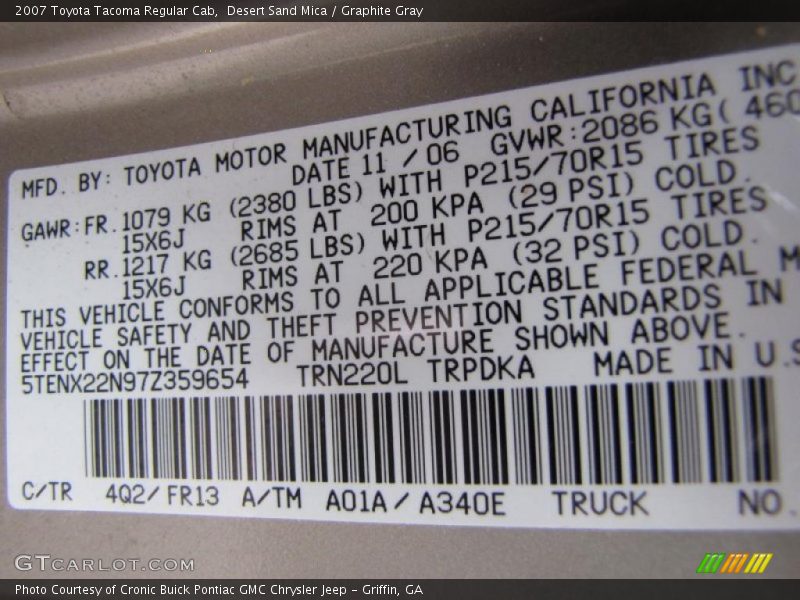 2007 Toyota Tacoma Regular Cab,  Desert Sand Mica / Graphite Gray
MFD. BY: TOYOTA MOTOR MANUFACTURING CALIFORNIA INC
DATE 11 / 06 GVWR:2086 KG( 460
GAWR:FR.1079 KG (2380 LBS) WITH P215/70R15 TIRES
15X6J RIMS AT 200 KPA (29 PSI) COLD.
RR.1217 KG (2685 LBS) WITH P215/70R15 TIRES
15X6J RIMS AT 220 KPA (32 PSI) COLD.
THIS VEHICLE CONFORMS TO ALL APPLICABLE FEDERAL M
VEHICLE SAFETY AND THEFT PREVENTION STANDARDS IN
EFFECT ON THE DATE OF MANUFACTURE SHOWN ABOVE.
5TENX22N97Z359654 TRN220L TRPDKA MADE IN U.S
C/TR 4Q2/FR13 A/TM A01A/A340E TRUCK NO.
GTCARLOT.COM
Photo Courtesy of Cronic Buick Pontiac GMC Chrysler Jeep - Griffin, GA